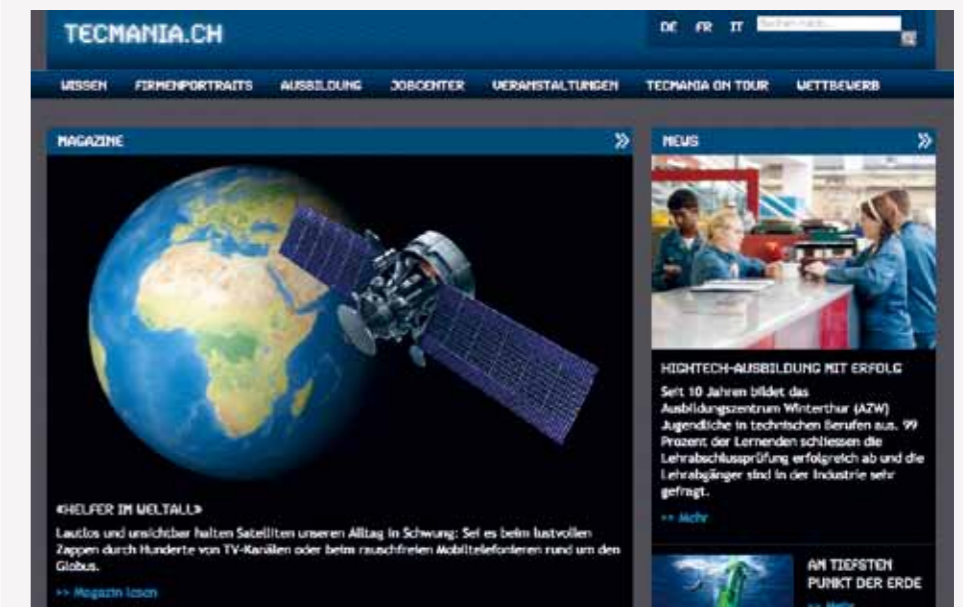 TECMANIA.CH
DE FR IT Suchen nach...
WISSEN FIRMENPORTRAITS AUSBILDUNG JOBCENTER VERANSTALTUNGEN TECMANIA ON TOUR WETTBEWERB
MAGAZINE »
«HELFER IM WELTALL»
Lautlos und unsichtbar halten Satelliten unseren Alltag in Schwung: Sei es beim lustvollen
Zappen durch Hunderte von TV-Kanälen oder beim rauschfreien Mobiltelefonieren rund um den
Globus.
>> Magazin lesen
NEWS »
HIGHTECH-AUSBILDUNG MIT ERFOLG
Seit 10 Jahren bildet das
Ausbildungszentrum Winterthur (AZW)
Jugendliche in technischen Berufen aus. 99
Prozent der Lernenden schliessen die
Lehrabschlussprüfung erfolgreich ab und die
Lehrabgänger sind in der Industrie sehr
gefragt.
>> Mehr
AM TIEFSTEN
PUNKT DER ERDE
>> Mehr